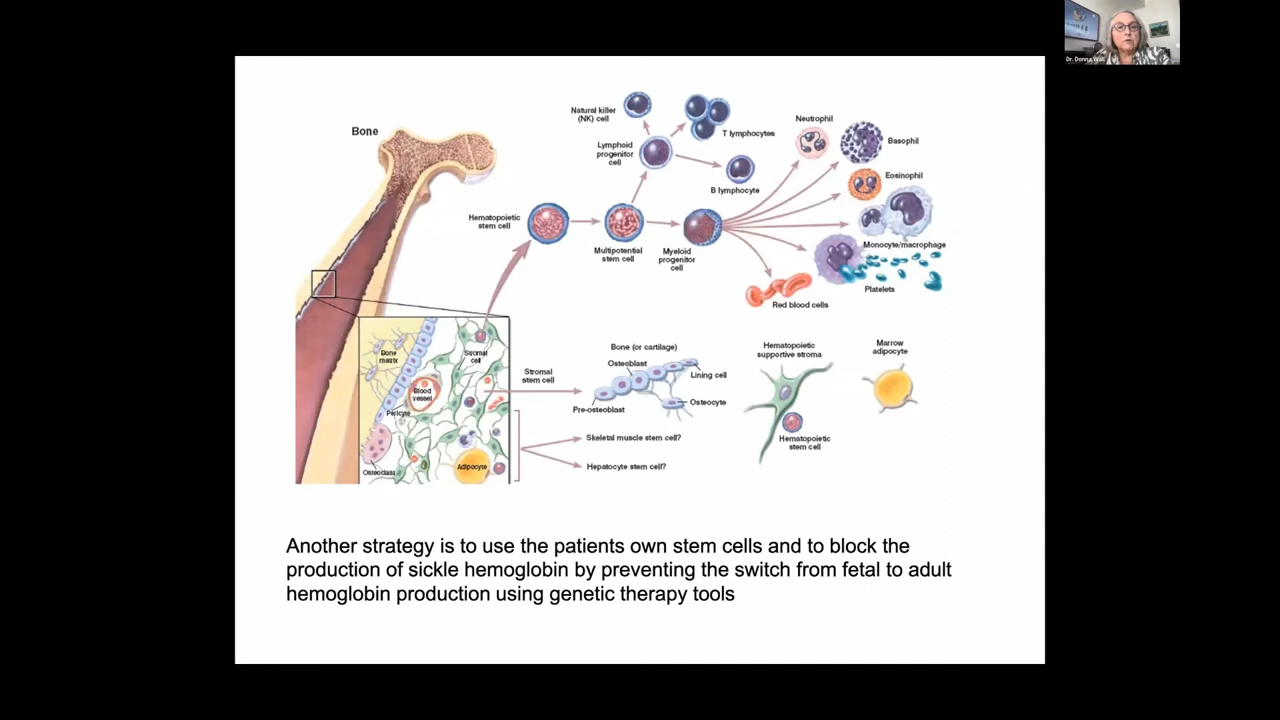 Dr. Donna Wall
Natural killer
(NK) cell
T lymphocytes
Lymphoid
progenitor
cell
B lymphocyte
Neutrophil
Basophil
Eosinophil
Monocyte/macrophage
Platelets
Red blood cells
Bone
Hematopoietic
stem cell
Multipotential
stem cell
Myeloid
progenitor
cell
Bone
matrix
Stromal
cell
Blood
vessel
Pericyte
Osteoclast
Adipocyte
Stromal
stem cell
Bone (or cartilage)
Osteoblast
Lining cell
Pre-osteoblast
Osteocyte
Skeletal muscle stem cell?
Hepatocyte stem cell?
Hematopoietic
supportive stroma
Hematopoietic
stem cell
Marrow
adipocyte
Another strategy is to use the patients own stem cells and to block the
production of sickle hemoglobin by preventing the switch from fetal to adult
hemoglobin production using genetic therapy tools